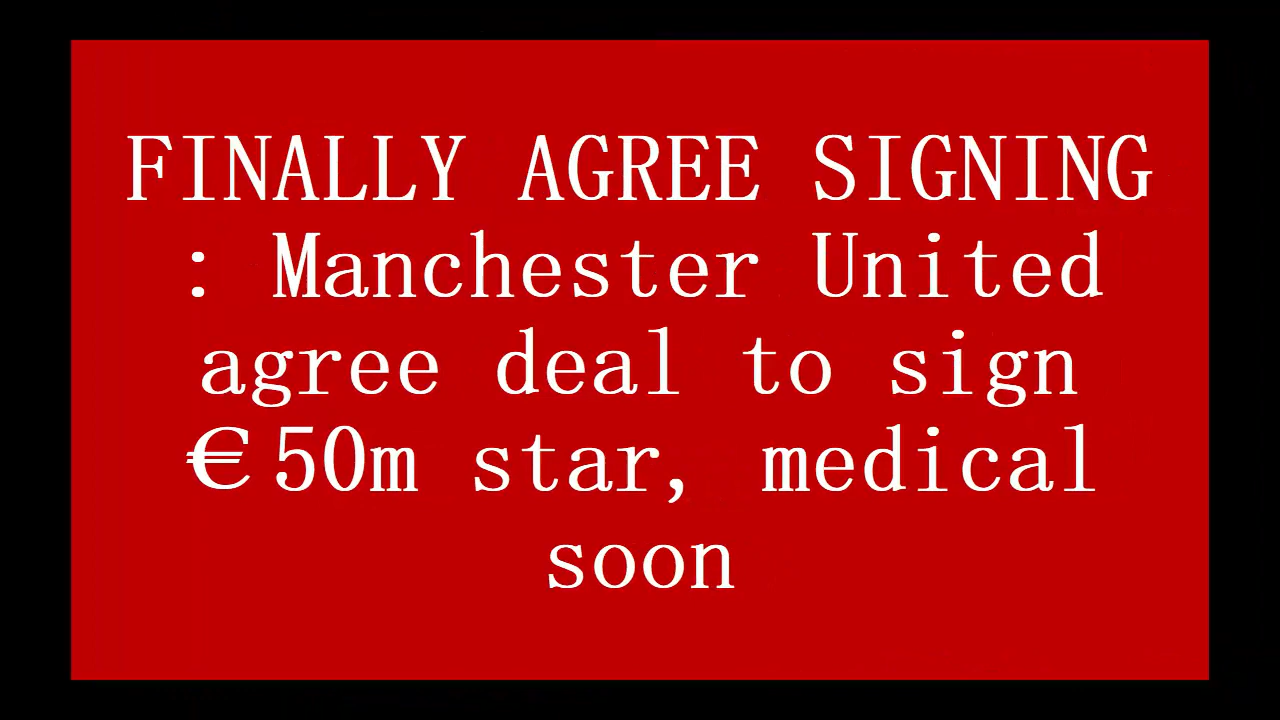 FINALLY AGREE SIGNING
: Manchester United
agree deal to sign
€50m star, medical
soon